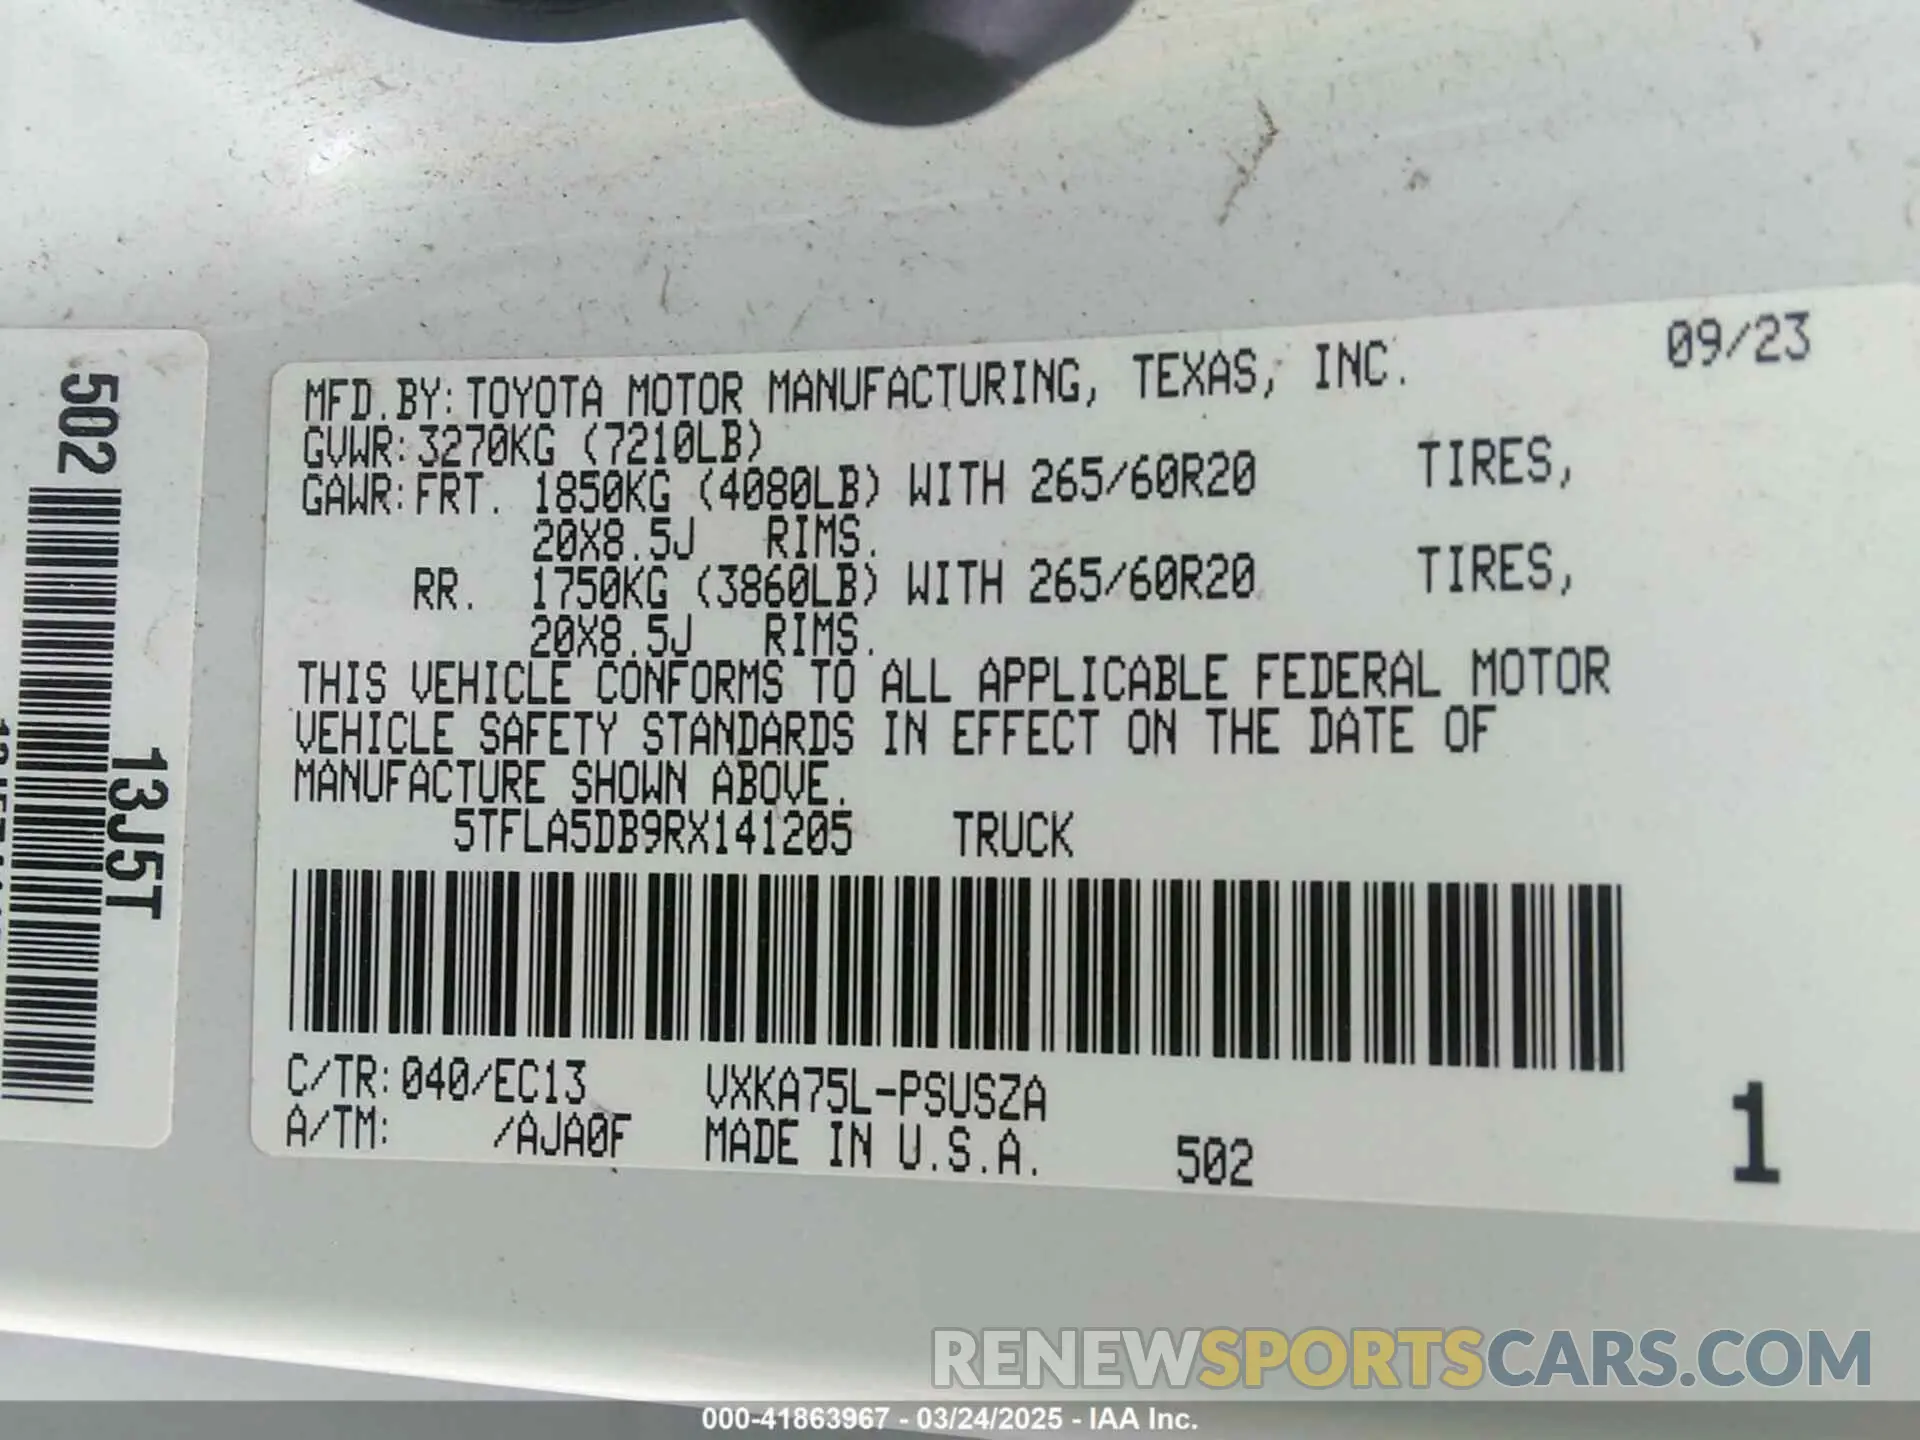 502
13J5T
09/23
MFD.BY: TOYOTA MOTOR MANUFACTURING, TEXAS, INC.
GVWR: 3270KG (7210LB)
GAWR: FRT. 1850KG (4080LB) WITH 265/60R20 TIRES,
20X8.5J RIMS.
RR. 1750KG (3860LB) WITH 265/60R20 TIRES,
20X8.5J RIMS.
THIS VEHICLE CONFORMS TO ALL APPLICABLE FEDERAL MOTOR
VEHICLE SAFETY STANDARDS IN EFFECT ON THE DATE OF
MANUFACTURE SHOWN ABOVE.
5TFLA5DB9RX141205 TRUCK
C/TR: 040/EC13 VXKA75L-PSUSZA
A/TM: /AJA0F MADE IN U.S.A. 502
1
RENEWSPORTSCARS.COM
000-41863967 - 03/24/2025 - IAA Inc.